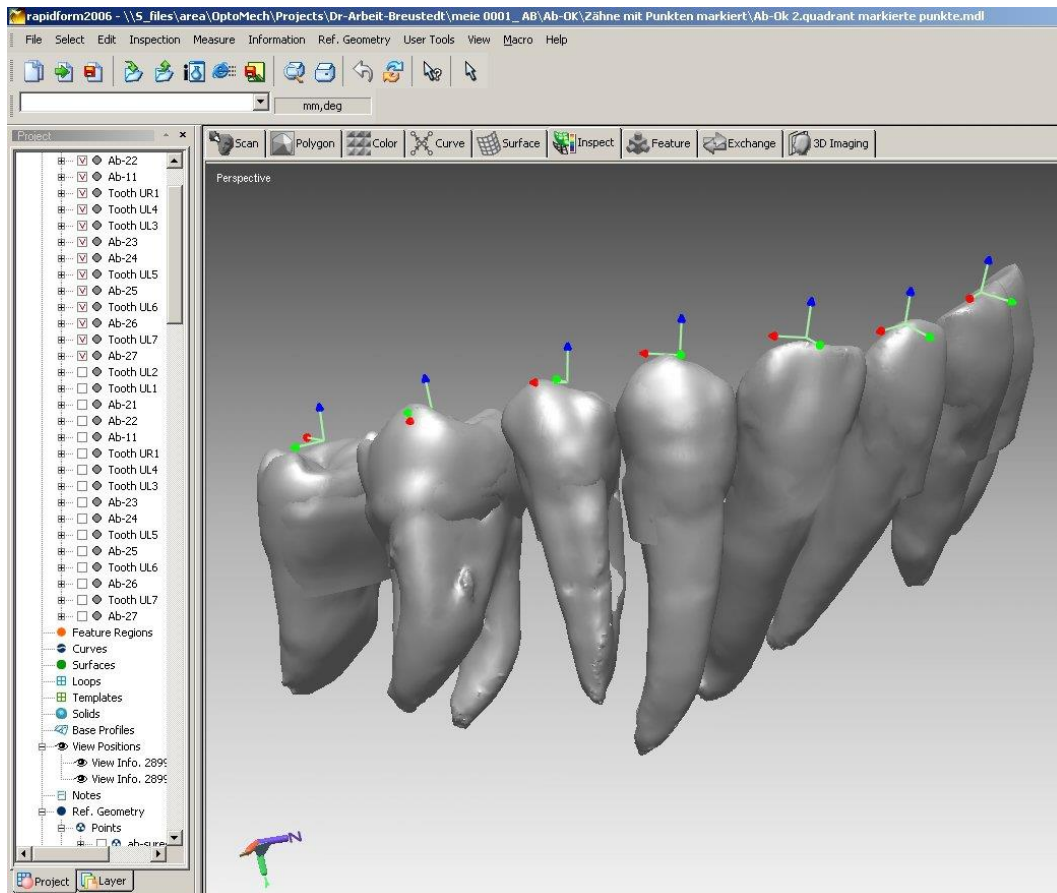 rapidform2006 - \\S_files\area\OptoMech\Projects\Dr-Arbeit-Breustedt\meie 0001_ AB\Ab-OK\Zähne mit Punkten markiert\Ab-Ok 2.quadrant markierte punkte.mdl
File Select Edit Inspection Measure Information Ref. Geometry User Tools View Macro Help
mm,deg
Project
Scan Polygon Color Curve Surface Inspect Feature Exchange 3D Imaging
Perspective
Ab-22
Ab-11
Tooth UR1
Tooth UL4
Tooth UL3
Ab-23
Ab-24
Tooth UL5
Ab-25
Tooth UL6
Ab-26
Tooth UL7
Ab-27
Tooth UL2
Tooth UL1
Ab-21
Ab-22
Ab-11
Tooth UR1
Tooth UL4
Tooth UL3
Ab-23
Ab-24
Tooth UL5
Ab-25
Tooth UL6
Ab-26
Tooth UL7
Ab-27
Feature Regions
Curves
Surfaces
Loops
Templates
Solids
Base Profiles
View Positions
View Info. 2899
View Info. 2899
Notes
Ref. Geometry
Points
N
Project Layer